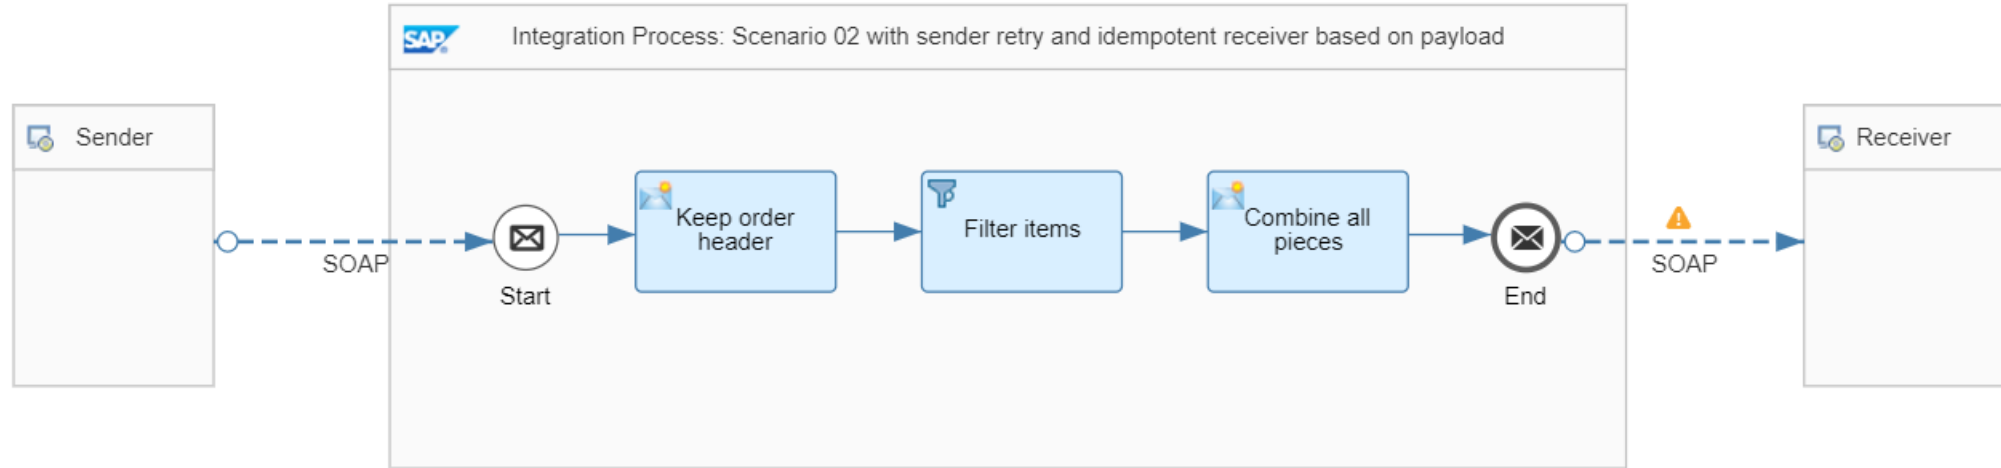 SAP
Integration Process: Scenario 02 with sender retry and idempotent receiver based on payload
Sender
Receiver
Keep order
header
Filter items
Combine all
pieces
SOAP
Start
End
SOAP